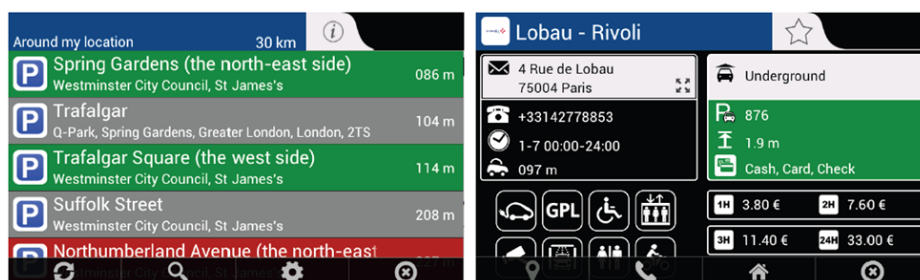 Around my location 30 km
Spring Gardens (the north-east side)
Westminster City Council, St James's
086 m
Trafalgar
Q-Park, Spring Gardens, Greater London, London, 2TS
104 m
Trafalgar Square (the west side)
Westminster City Council, St James's
114 m
Suffolk Street
Westminster City Council, St James's
208 m
Northumberland Avenue (the north-east
Lobau - Rivoli
4 Rue de Lobau
75004 Paris
+33142778853
1-7 00:00-24:00
097 m
GPL
Underground
876
1.9 m
Cash, Card, Check
1H 3.80 € 2H 7.60 €
3H 11.40 € 24H 33.00 €